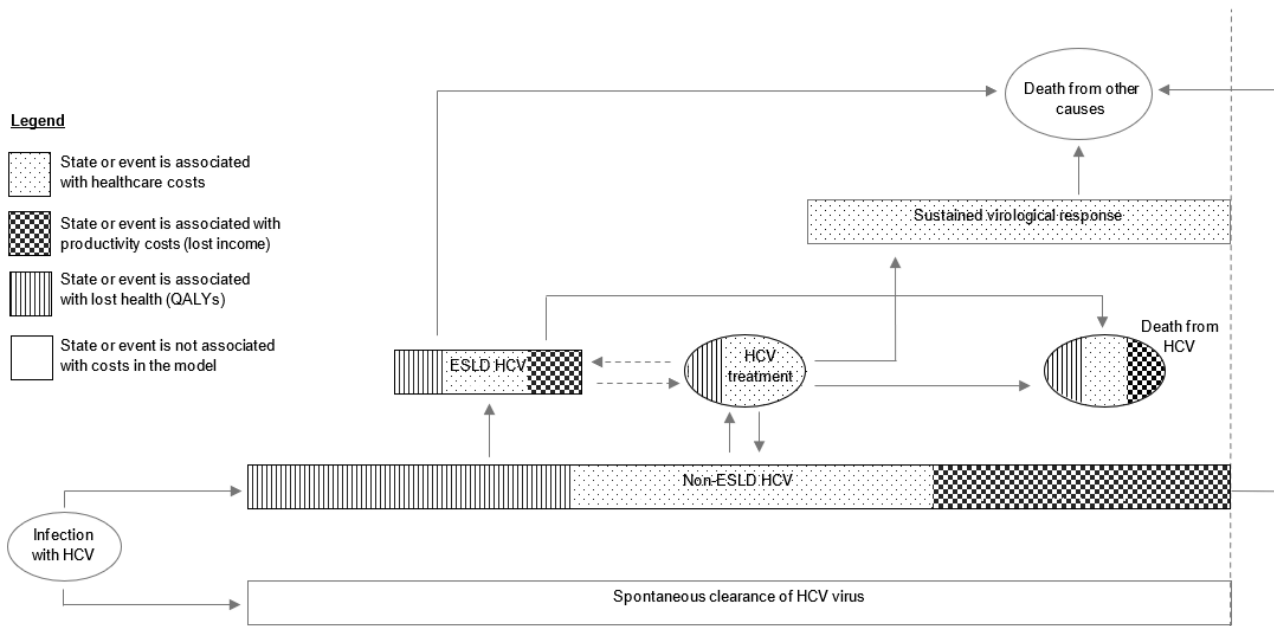 Legend
State or event is associated
with healthcare costs
State or event is associated with
productivity costs (lost income)
State or event is associated
with lost health (QALYs)
State or event is not associated
with costs in the model
Death from other
causes
Sustained virological response
Death from
HCV
ESLD HCV
HCV
treatment
Non-ESLD HCV
Infection
with HCV
Spontaneous clearance of HCV virus